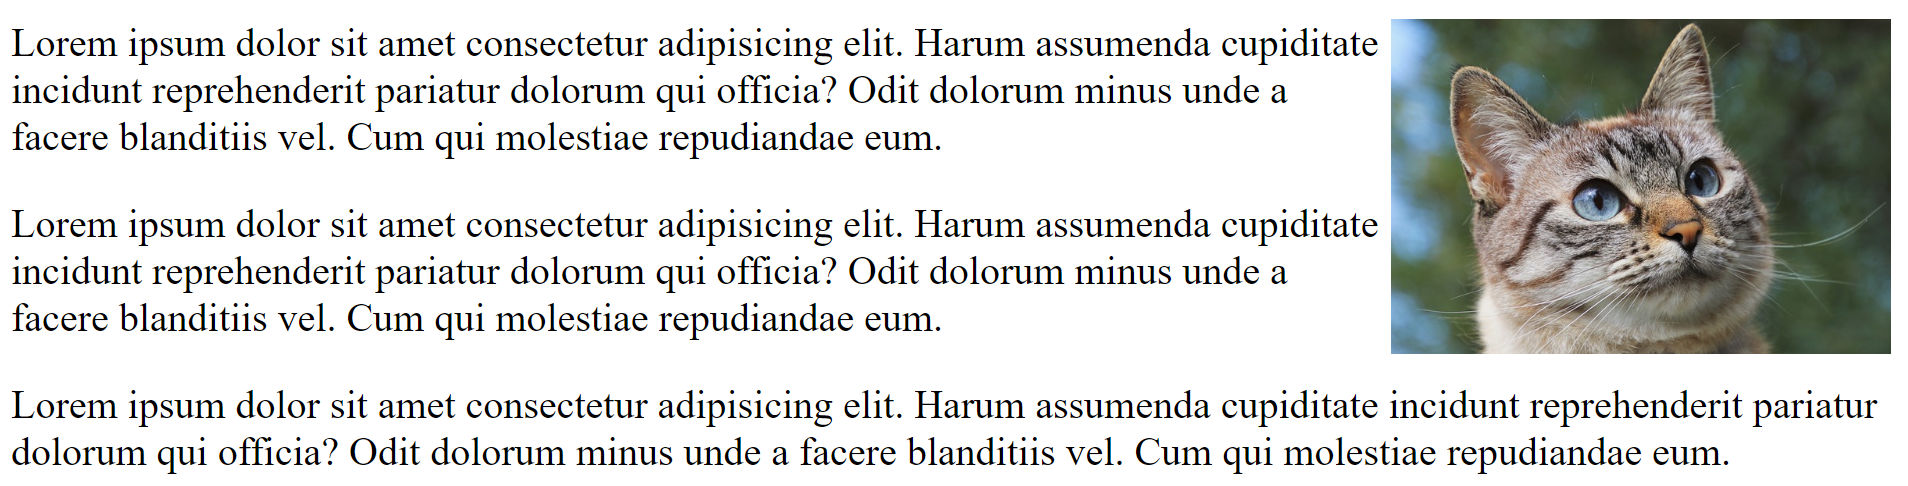 Lorem ipsum dolor sit amet consectetur adipisicing elit. Harum assumenda cupiditate
incidunt reprehenderit pariatur dolorum qui officia? Odit dolorum minus unde a
facere blanditiis vel. Cum qui molestiae repudiandae eum.
Lorem ipsum dolor sit amet consectetur adipisicing elit. Harum assumenda cupiditate
incidunt reprehenderit pariatur dolorum qui officia? Odit dolorum minus unde a
facere blanditiis vel. Cum qui molestiae repudiandae eum.
Lorem ipsum dolor sit amet consectetur adipisicing elit. Harum assumenda cupiditate incidunt reprehenderit pariatur
dolorum qui officia? Odit dolorum minus unde a facere blanditiis vel. Cum qui molestiae repudiandae eum.